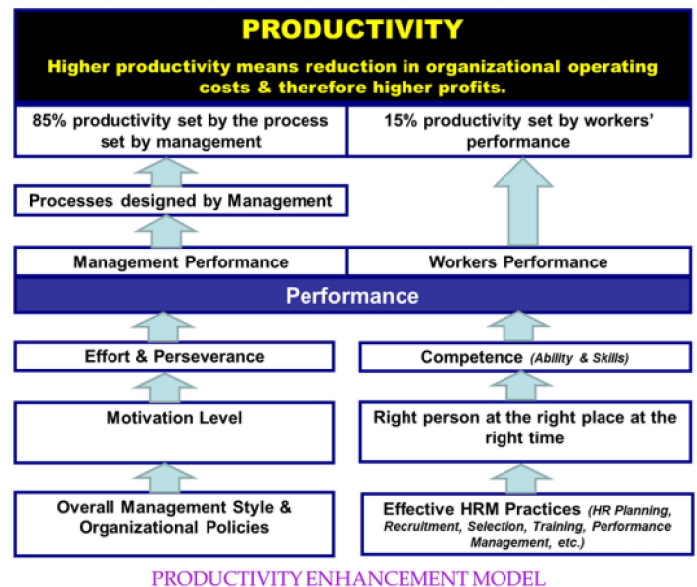 PRODUCTIVITY
Higher productivity means reduction in organizational operating
costs & therefore higher profits.
85% productivity set by the process
set by management
15% productivity set by workers'
performance
Processes designed by Management
Management Performance
Workers Performance
Performance
Effort & Perseverance
Competence (Ability & Skills)
Motivation Level
Right person at the right place at the
right time
Overall Management Style &
Organizational Policies
Effective HRM Practices (HR Planning,
Recruitment, Selection, Training, Performance
Management, etc.)
PRODUCTIVITY ENHANCEMENT MODEL